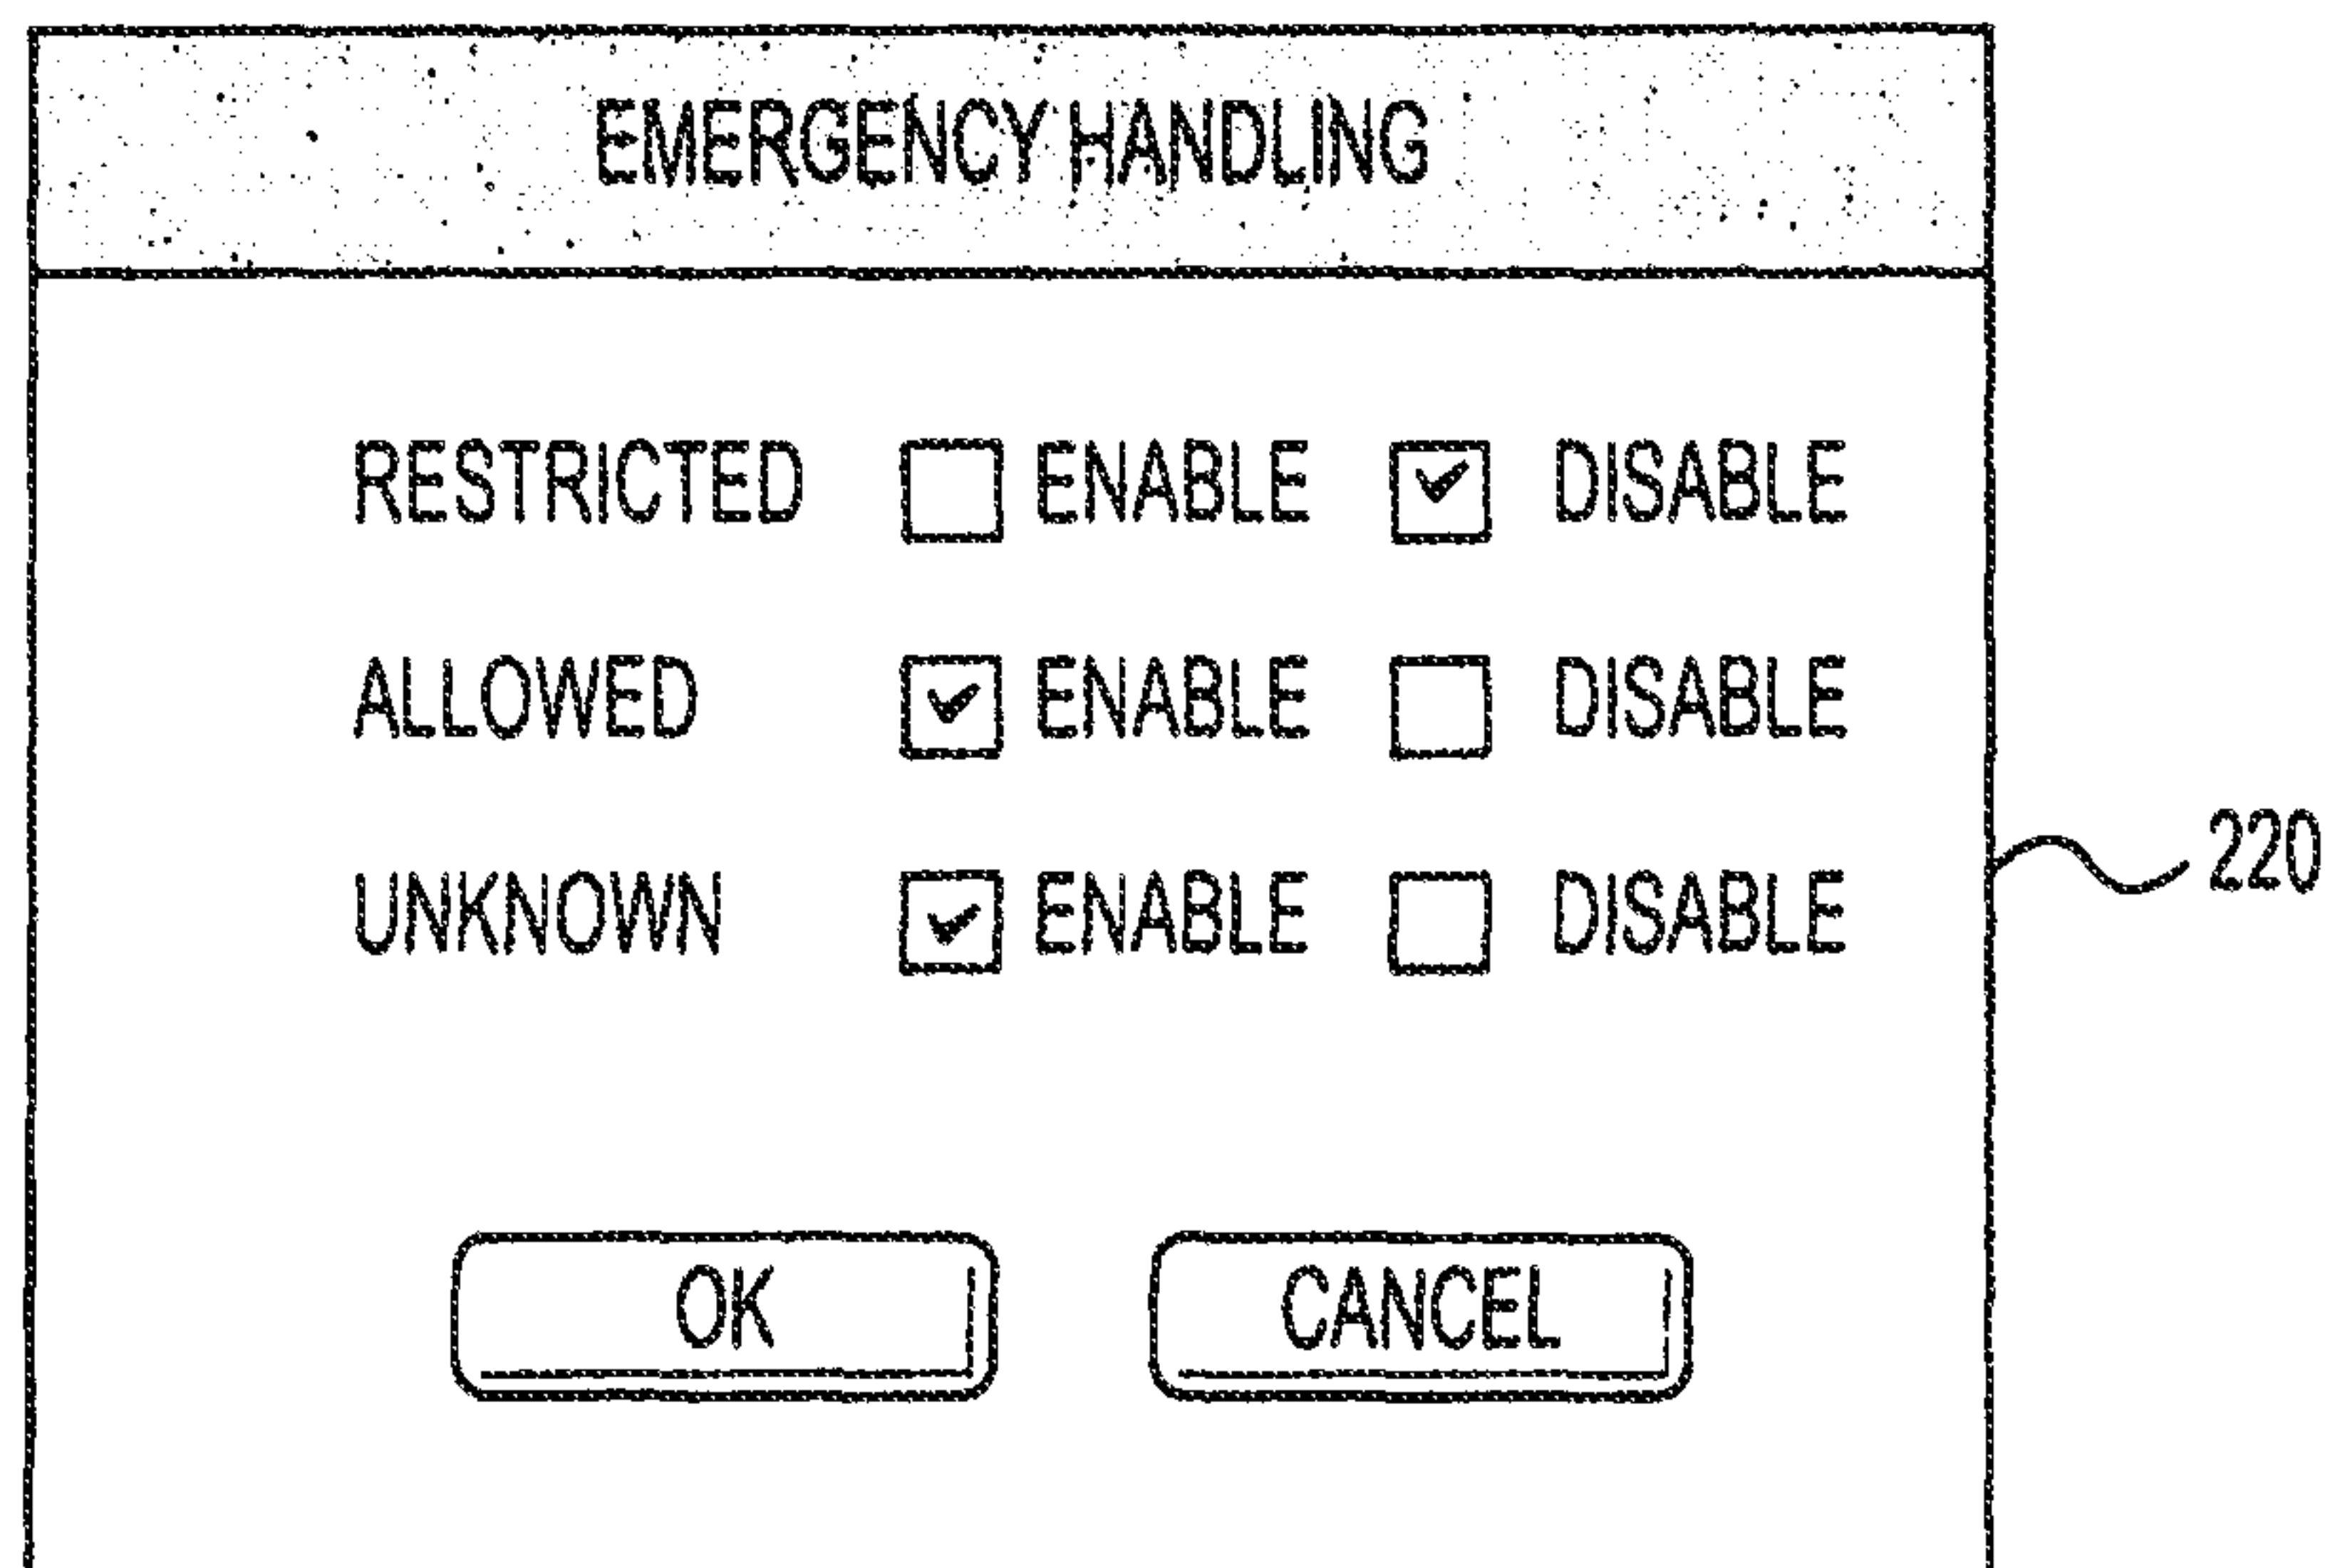 EMERGENCY HANDLING
RESTRICTED ENABLE DISABLE
ALLOWED ENABLE DISABLE
UNKNOWN ENABLE DISABLE
220
OK CANCEL